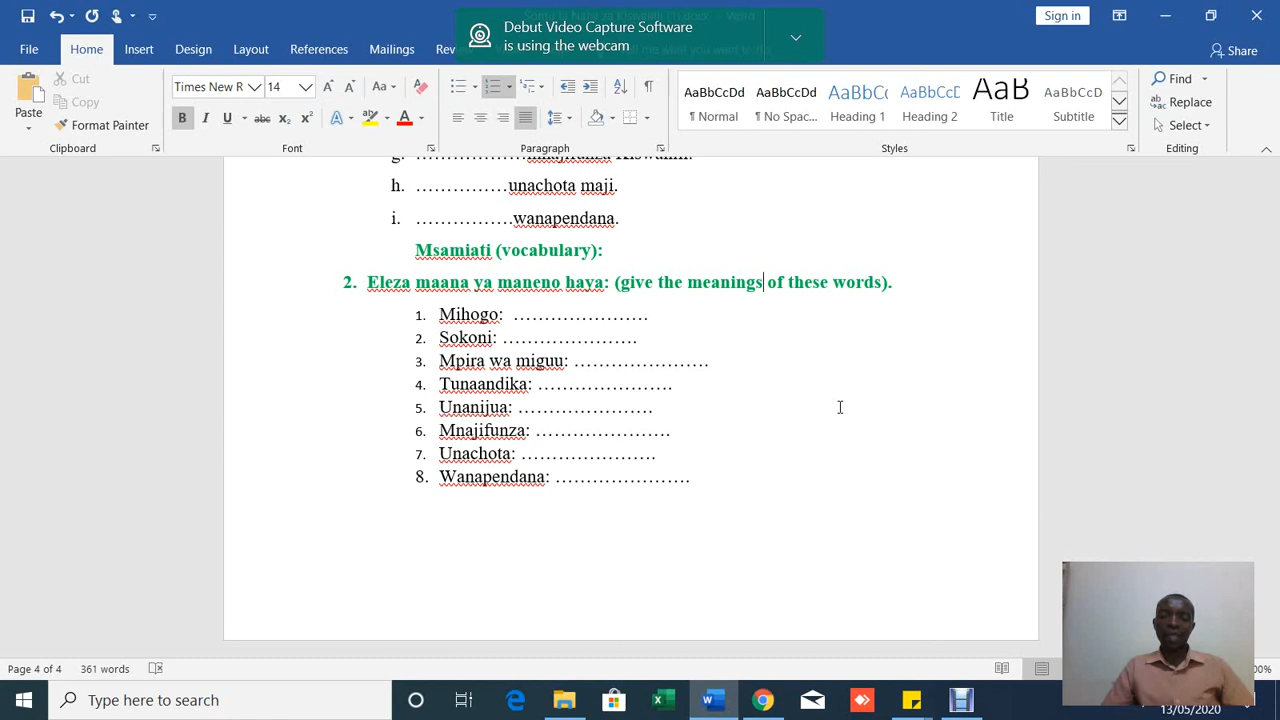 Debut Video Capture Software
is using the webcam
Sign in
File
Home
Insert
Design
Layout
References
Mailings
Share
Paste
Cut
Copy
Format Painter
Clipboard
Times New R
14
Font
Paragraph
AaBbCcDd
¶ Normal
AaBbCcDd
¶ No Spac...
AaBbCc
Heading 1
AaBbCcD
Heading 2
AaB
Title
AaBbCcD
Subtitle
Styles
Find
Replace
Select
Editing
h. ……………unachota maji.
i. …………….wanapendana.
Msamiati (vocabulary):
2. Eleza maana ya maneno haya: (give the meanings of these words).
1. Mihogo: ………………….
2. Sokoni: ………………….
3. Mpira wa miguu: ………………….
4. Tunaandika: ………………….
5. Unanijua: ………………….
6. Mnajifunza: ………………….
7. Unachota: ………………….
8. Wanapendana: ………………….
Page 4 of 4
361 words
Type here to search
13/05/2020